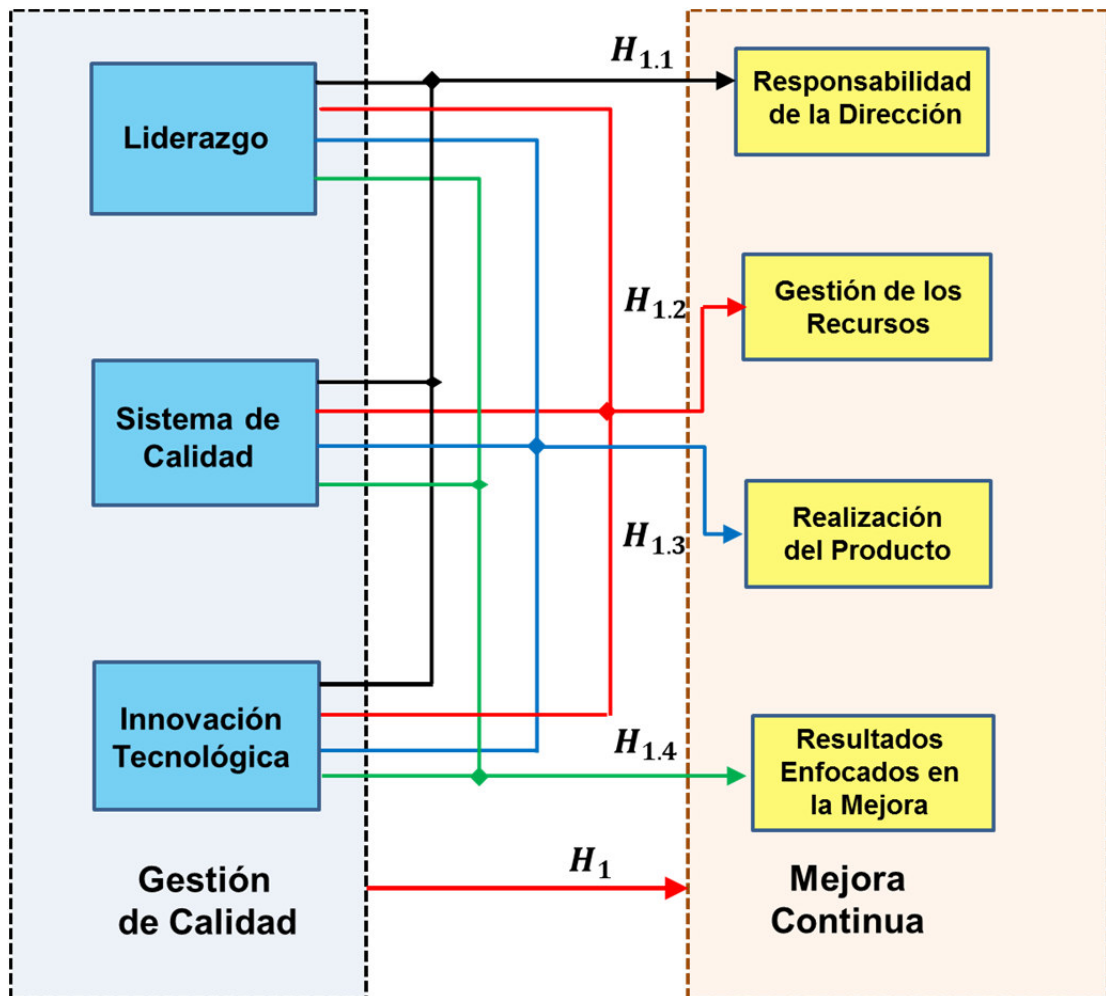 H1.1
Responsabilidad
de la Dirección
Liderazgo
H1.2
Gestión de los
Recursos
Sistema de
Calidad
H1.3
Realización
del Producto
Innovación
Tecnológica
H1.4
Resultados
Enfocados en
la Mejora
Gestión
de Calidad
H1
Mejora
Continua